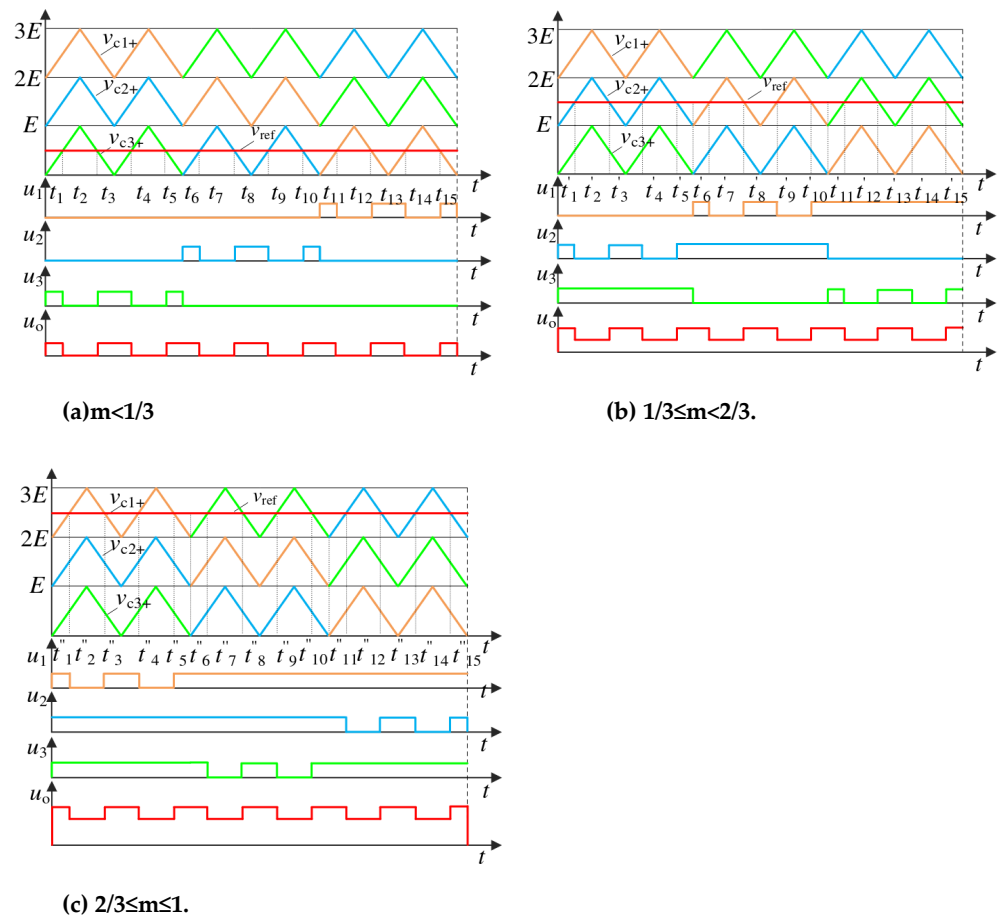 3E
v_c1+
2E
v_c2+
E
v_c3+
v_ref
t
u_1 t_1 t_2 t_3 t_4 t_5 t_6 t_7 t_8 t_9 t_10 t_11 t_12 t_13 t_14 t_15
t
u_2
t
u_3
t
u_o
t
(a)m<1/3
3E
v_c1+
2E
v_c2+
v_ref
E
v_c3+
t
u_1 t'_1 t'_2 t'_3 t'_4 t'_5 t'_6 t'_7 t'_8 t'_9 t'_10 t'_11 t'_12 t'_13 t'_14 t'_15
t
u_2
t
u_3
t
u_o
t
(b) 1/3≤m<2/3.
3E
v_c1+
v_ref
2E
v_c2+
E
v_c3+
t
u_1 t"_1 t"_2 t"_3 t"_4 t"_5 t"_6 t"_7 t"_8 t"_9 t"_10 t"_11 t"_12 t"_13 t"_14 t"_15
t
u_2
t
u_3
t
u_o
t
(c) 2/3≤m≤1.